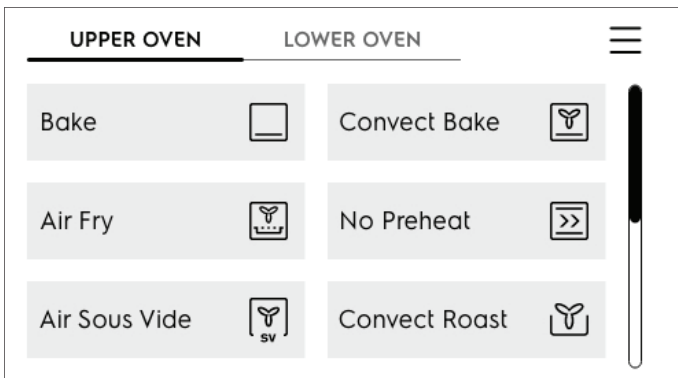 UPPER OVEN LOWER OVEN
Bake Convect Bake
Air Fry No Preheat
Air Sous Vide SV Convect Roast